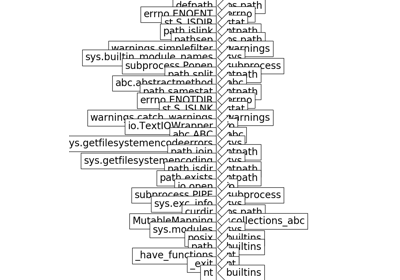 defpath os.path
errno.ENOENT errno
st.S_ISDIR stat
path.islink ntpath
pathsep os.path
warnings.simplefilter warnings
sys.builtin_module_names sys
subprocess.Popen subprocess
path.split ntpath
abc.abstractmethod abc
path.samestat ntpath
errno.ENOTDIR errno
st.S_ISLNK stat
warnings.catch_warnings warnings
io.TextIOWrapper io
abc.ABC abc
ys.getfilesystemencodeerrors sys
path.join ntpath
sys.getfilesystemencoding sys
path.isdir ntpath
path.exists ntpath
io.open io
subprocess.PIPE subprocess
sys.exc_info sys
curdir os.path
MutableMapping _collections_abc
sys.modules sys
posix builtins
path builtins
_have_functions nt
_exit nt
nt builtins